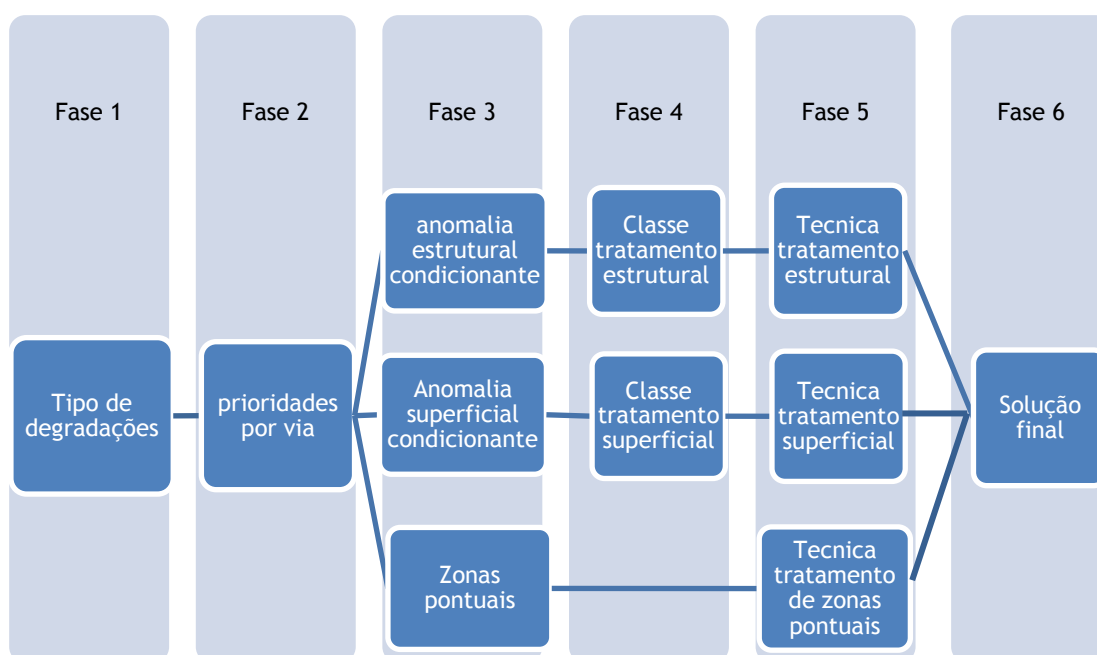 Fase 1
Fase 2
Fase 3
Fase 4
Fase 5
Fase 6
Tipo de
degradações
prioridades
por via
anomalia
estrutural
condicionante
Classe
tratamento
estrutural
Tecnica
tratamento
estrutural
Anomalia
superficial
condicionante
Classe
tratamento
superficial
Tecnica
tratamento
superficial
Zonas
pontuais
Tecnica
tratamento
de zonas
pontuais
Solução
final